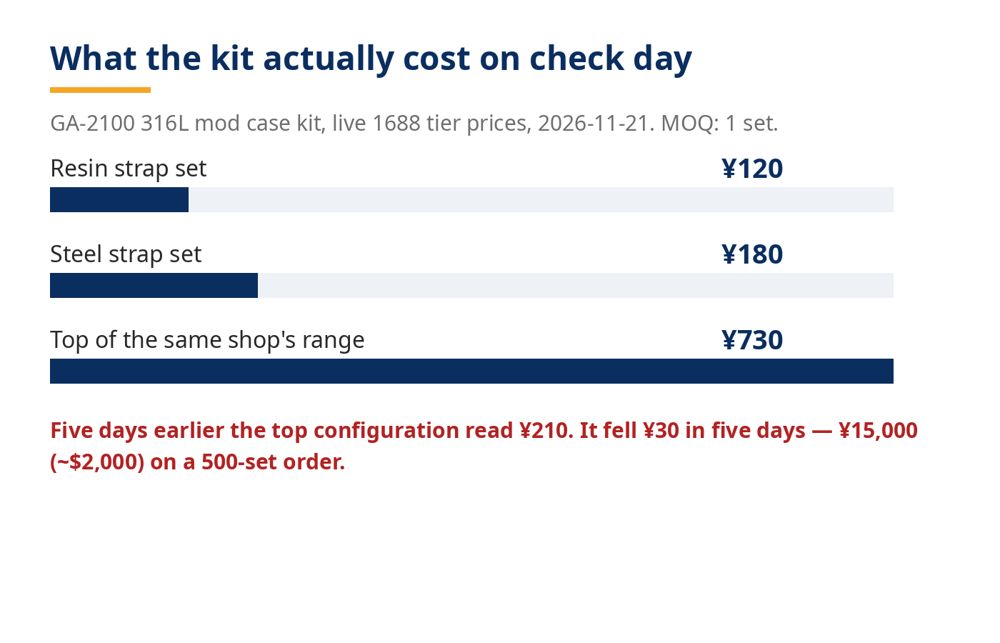 What the kit actually cost on check day
GA-2100 316L mod case kit, live 1688 tier prices, 2026-11-21. MOQ: 1 set.
Resin strap set ¥120
Steel strap set ¥180
Top of the same shop's range ¥730
Five days earlier the top configuration read ¥210. It fell ¥30 in five days — ¥15,000
(~$2,000) on a 500-set order.